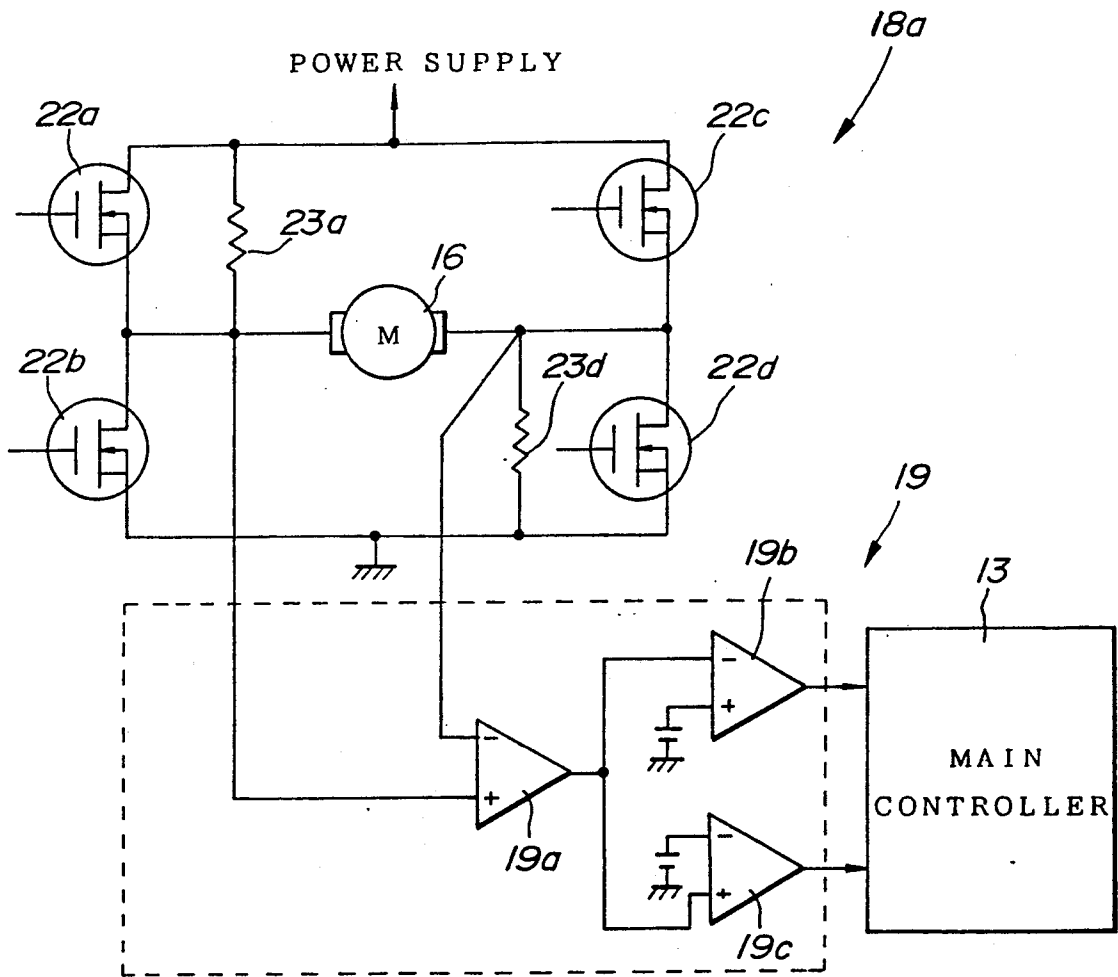 18a
POWER SUPPLY
22a
22c
23a
16
M
22b
23d
22d
19
19b
13
-
+
-
+
19a
MAIN
CONTROLLER
-
+
19c